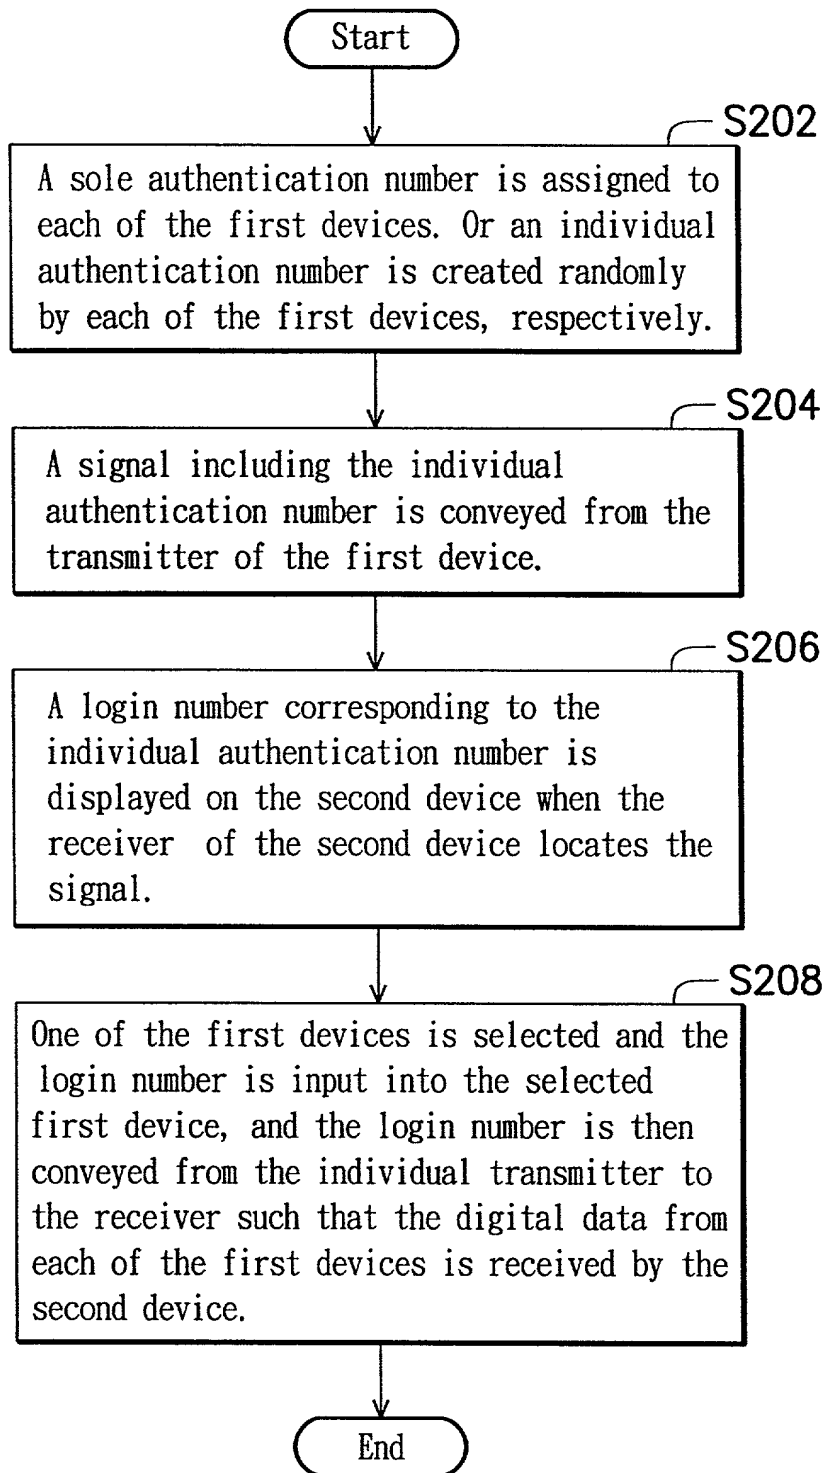 Start
S202
A sole authentication number is assigned to
each of the first devices. Or an individual
authentication number is created randomly
by each of the first devices, respectively.
S204
A signal including the individual
authentication number is conveyed from the
transmitter of the first device.
S206
A login number corresponding to the
individual authentication number is
displayed on the second device when the
receiver of the second device locates the
signal.
S208
One of the first devices is selected and the
login number is input into the selected
first device, and the login number is then
conveyed from the individual transmitter to
the receiver such that the digital data from
each of the first devices is received by the
second device.
End